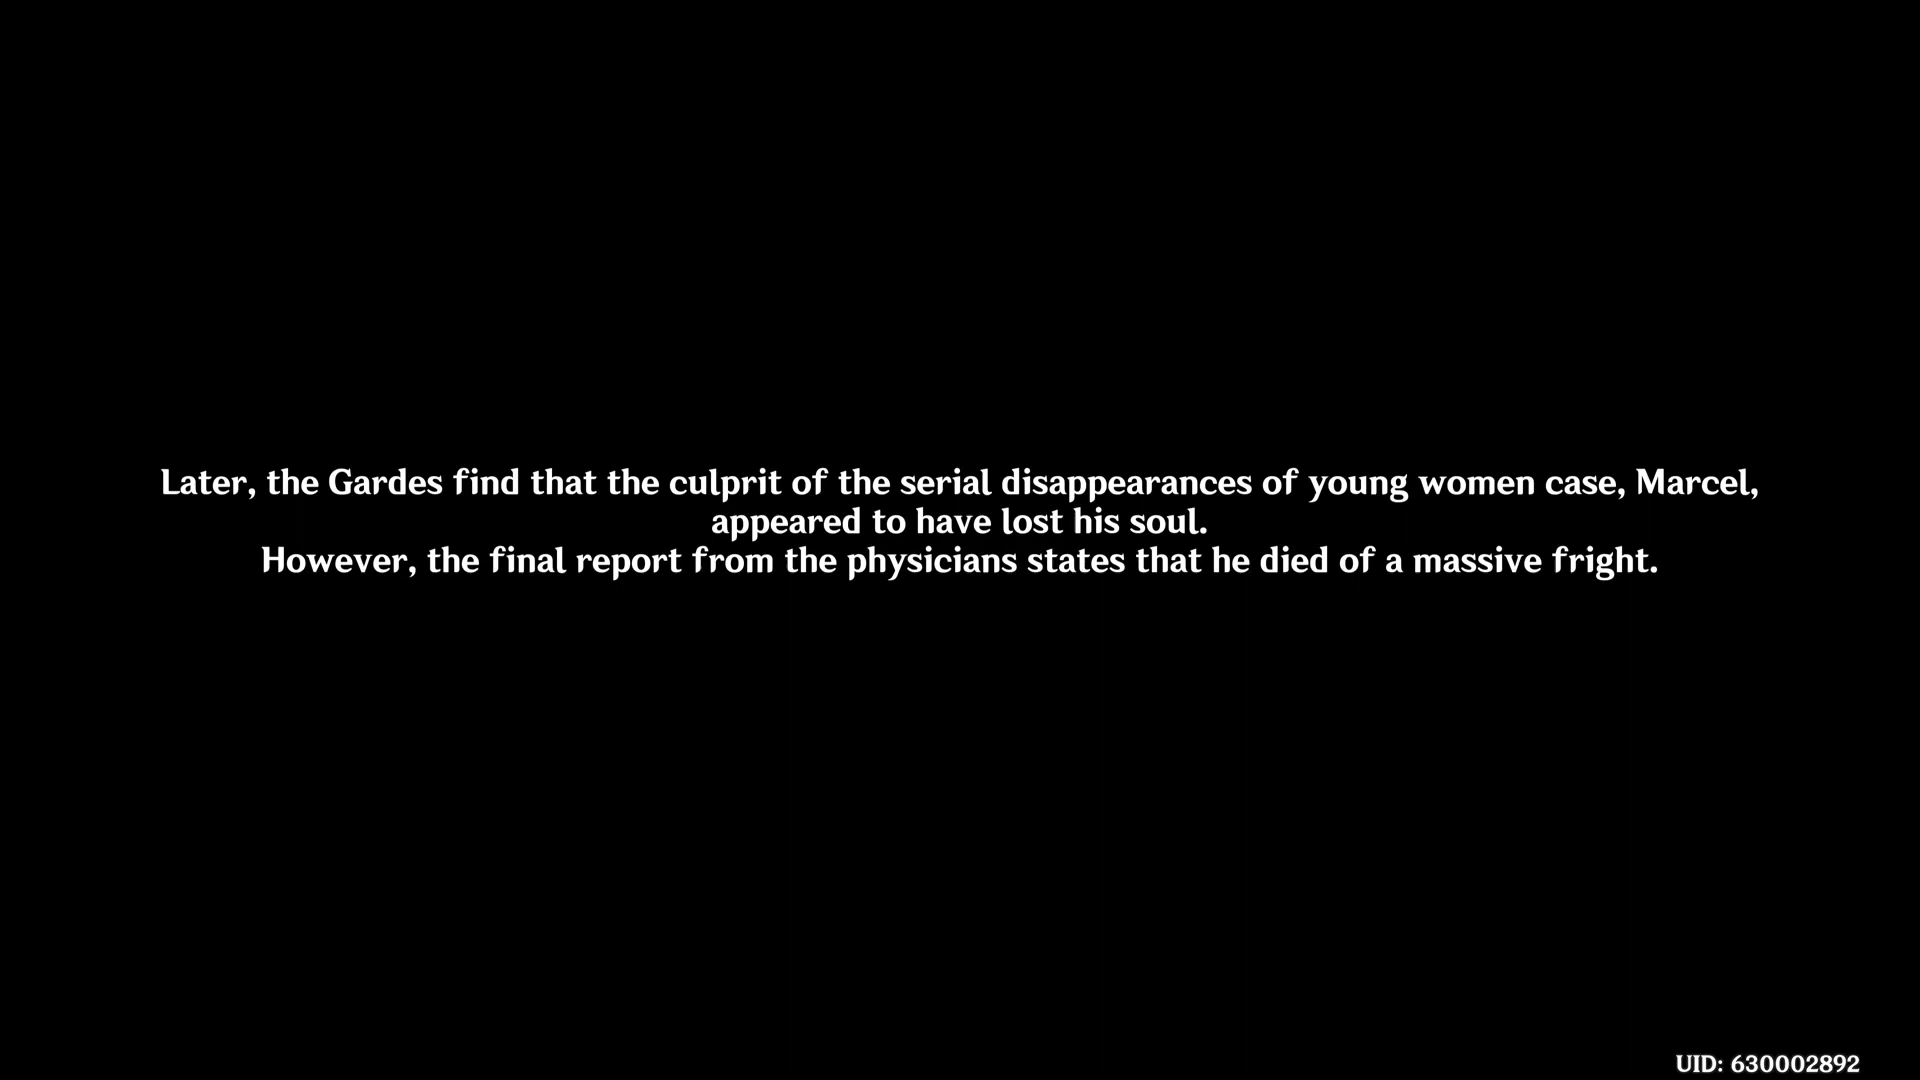 Later, the Gardes find that the culprit of the serial disappearances of young women case, Marcel,
appeared to have lost his soul.
However, the final report from the physicians states that he died of a massive fright.
UID: 630002892